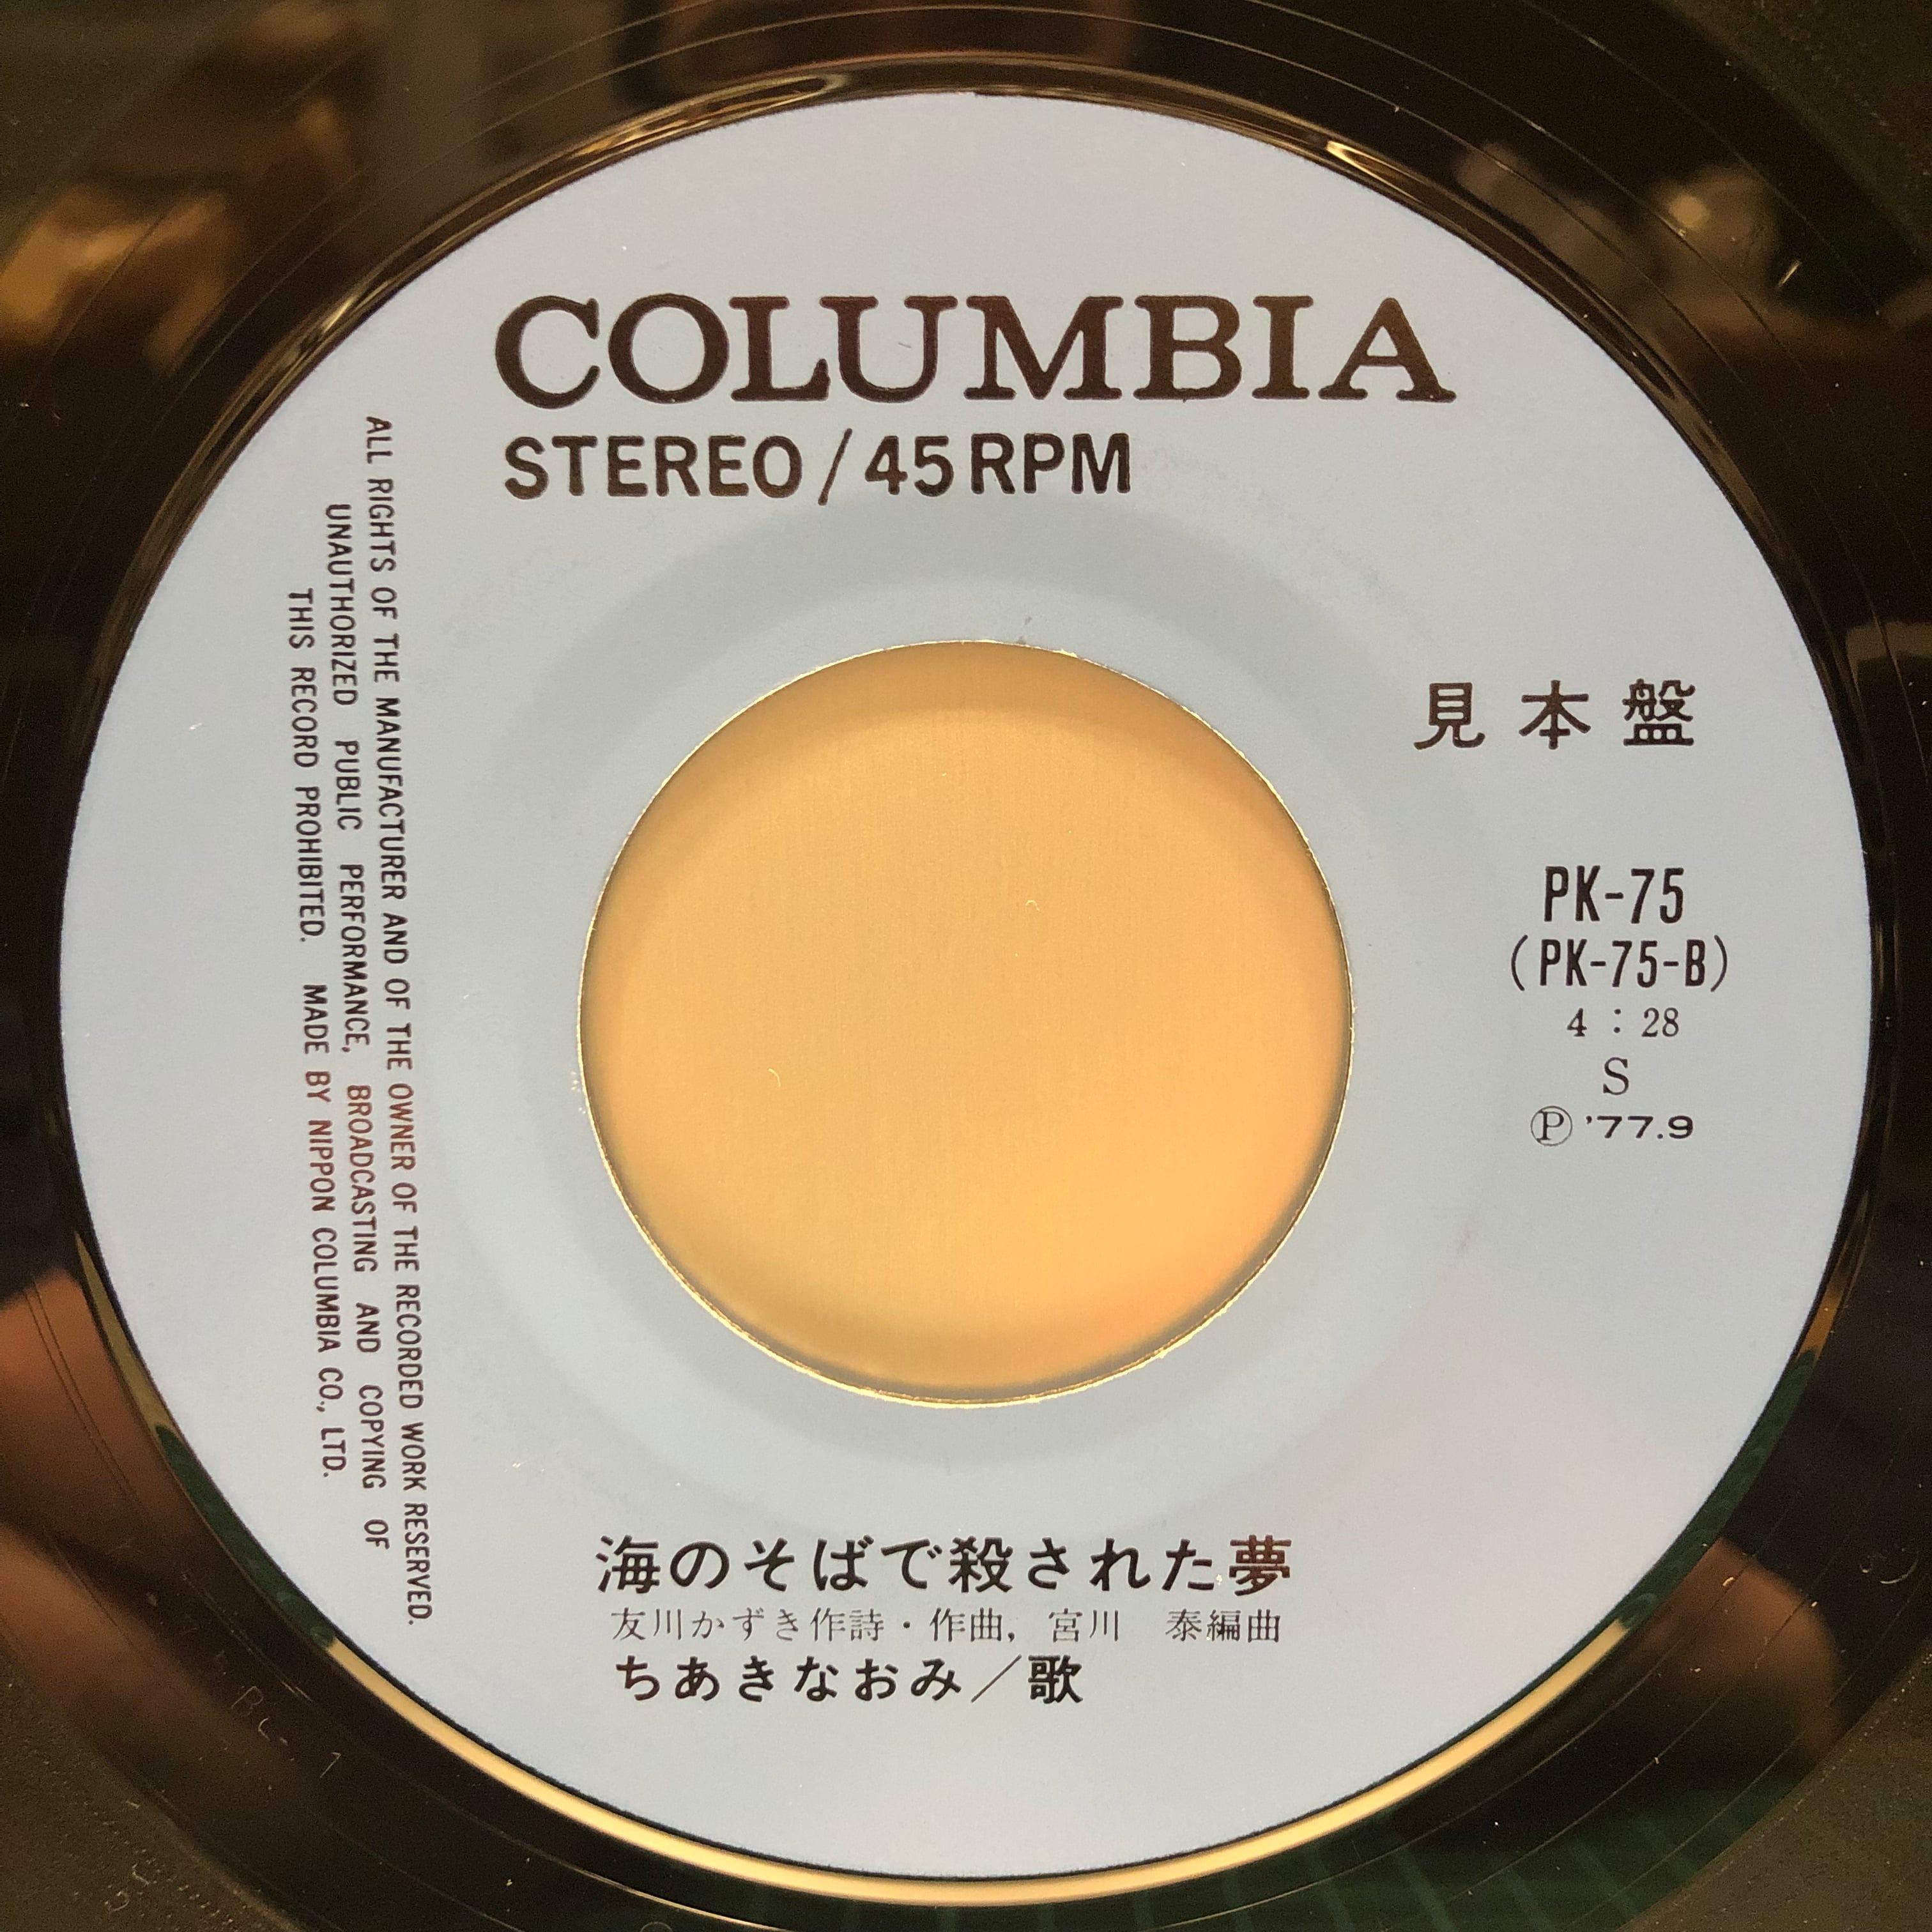 COLUMBIA
STEREO/45RPM
ALL RIGHTS OF THE MANUFACTURER AND OF THE OWNER OF THE RECORDED WORK RESERVED.
UNAUTHORIZED PUBLIC PERFORMANCE, BROADCASTING AND COPYING OF
THIS RECORD PROHIBITED. MADE BY NIPPON COLUMBIA CO., LTD.
見本盤
PK-75
(PK-75-B)
4:28
S
Ⓟ '77.9
海のそばで殺された夢
友川かずき作詩・作曲, 宮川 泰編曲
ちあきなおみ/歌